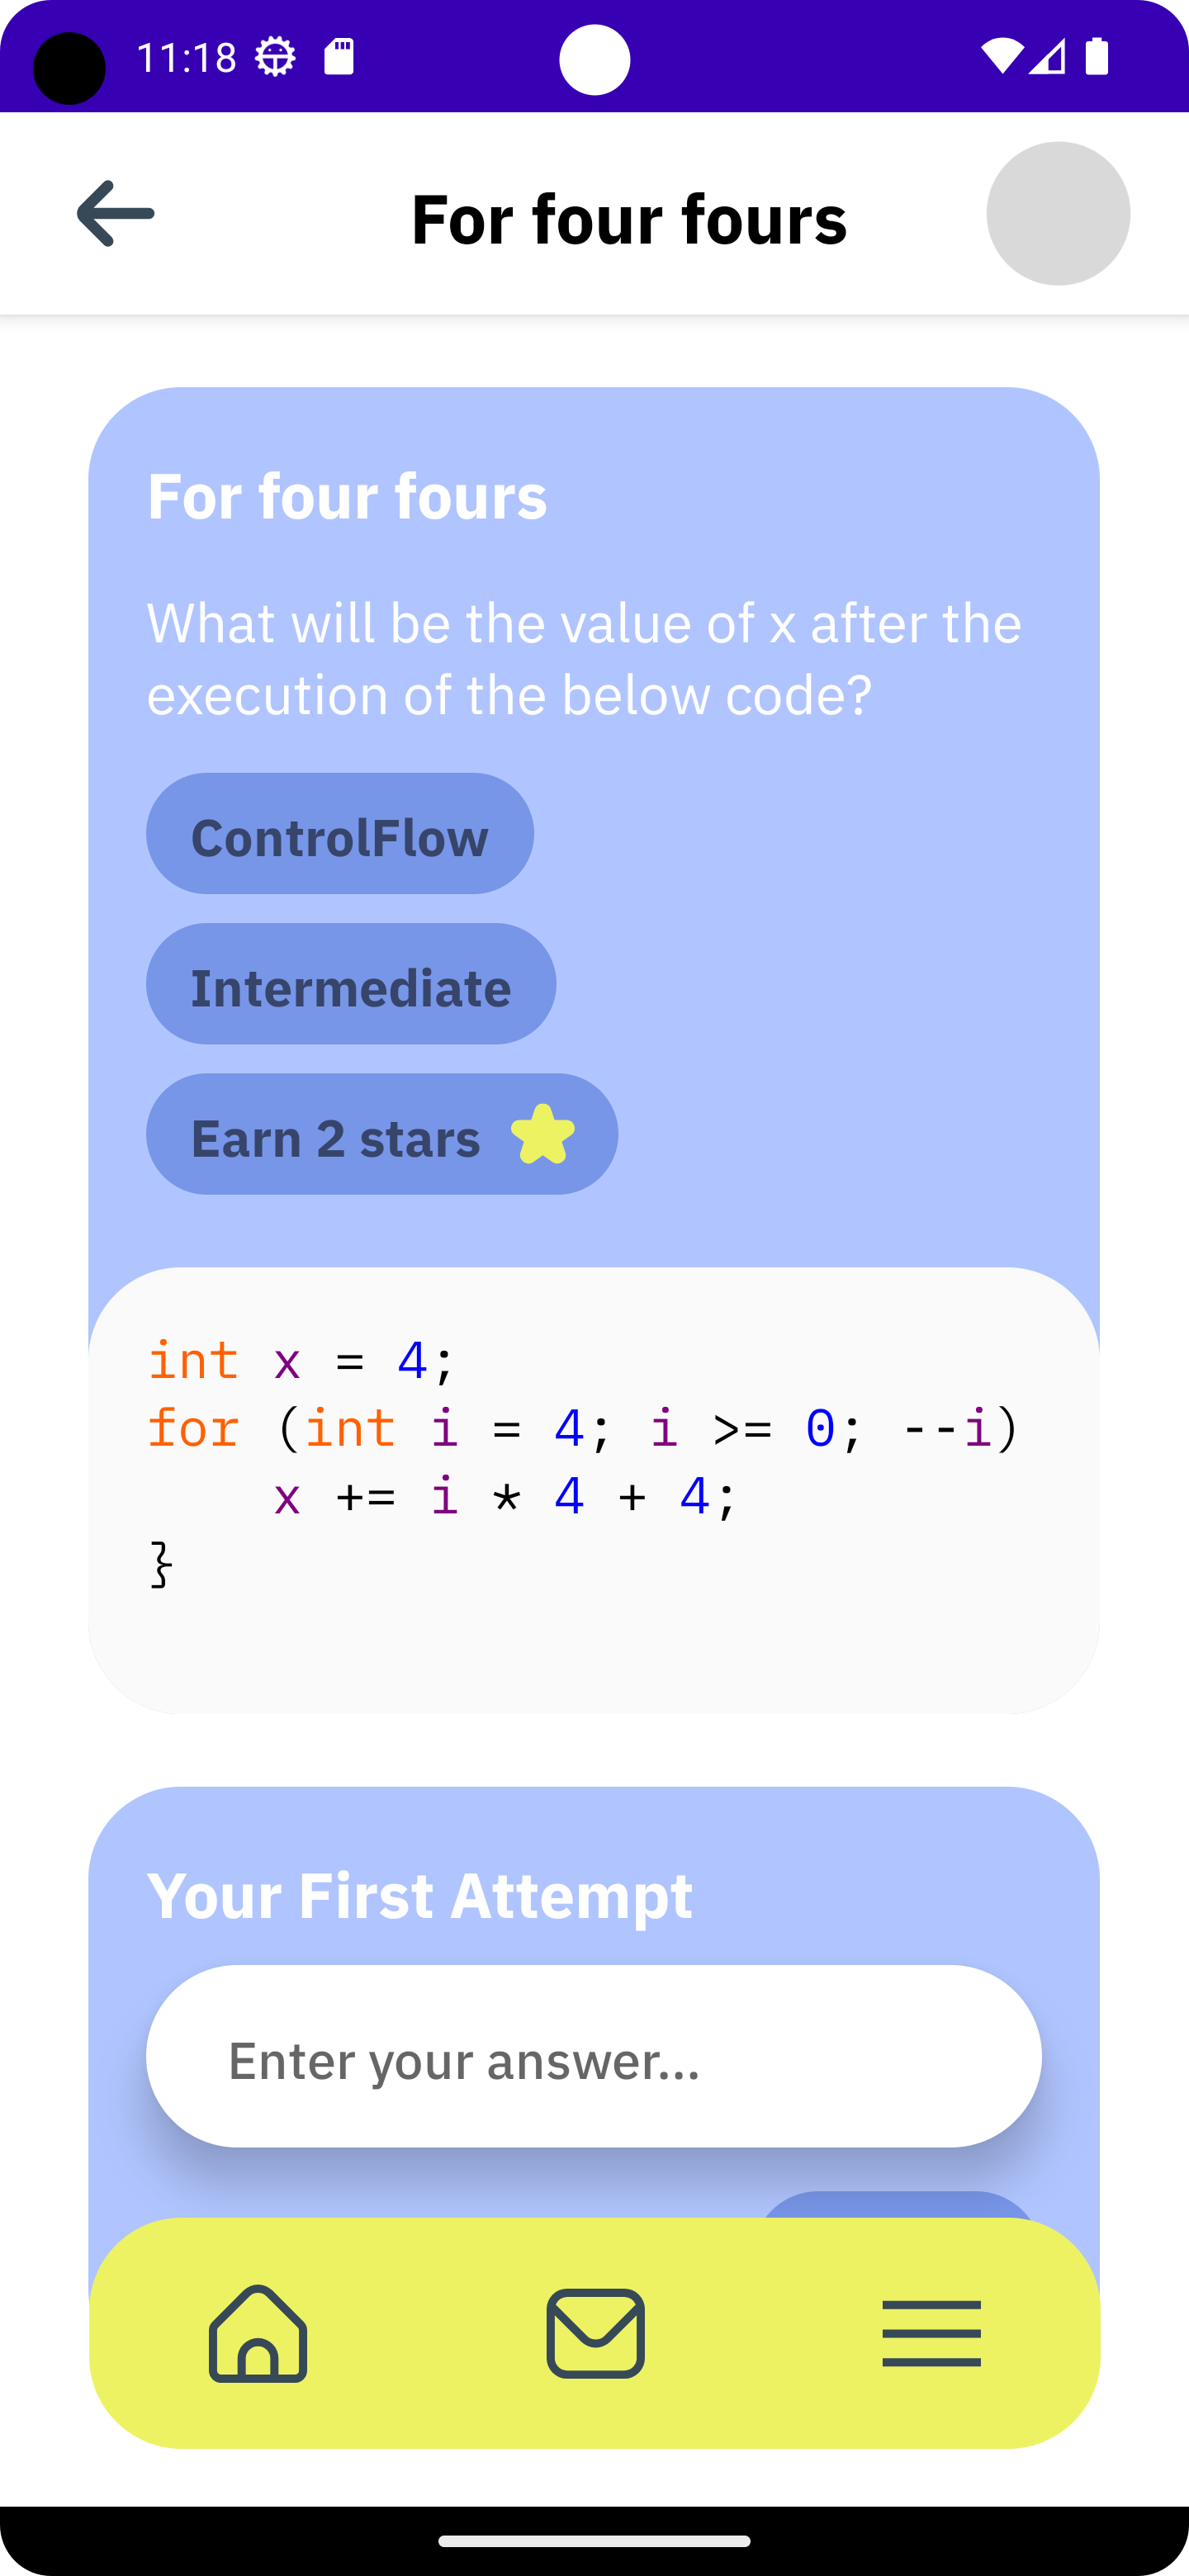 11:18
For four fours
For four fours
What will be the value of x after the
execution of the below code?
ControlFlow
Intermediate
Earn 2 stars
int x = 4;
for (int i = 4; i >= 0; --i)
    x += i * 4 + 4;
}
Your First Attempt
Enter your answer...